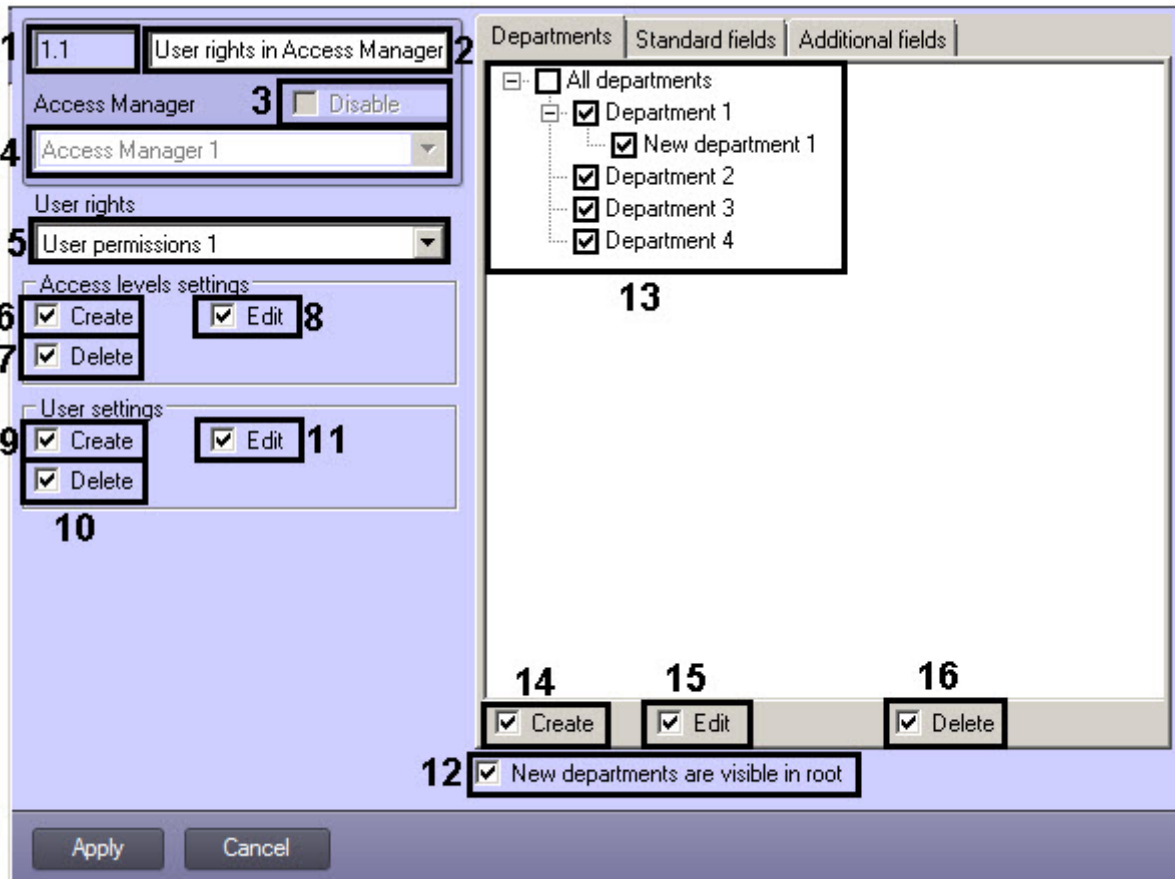 1 1.1 User rights in Access Manager 2
Access Manager 3 Disable
4 Access Manager 1
User rights
5 User permissions 1
Access levels settings
6 Create Edit 8
7 Delete
User settings
9 Create Edit 11
Delete
10
Departments Standard fields Additional fields
All departments
Department 1
New department 1
Department 2
Department 3
Department 4
13
14 15 16
Create Edit Delete
12 New departments are visible in root
Apply Cancel